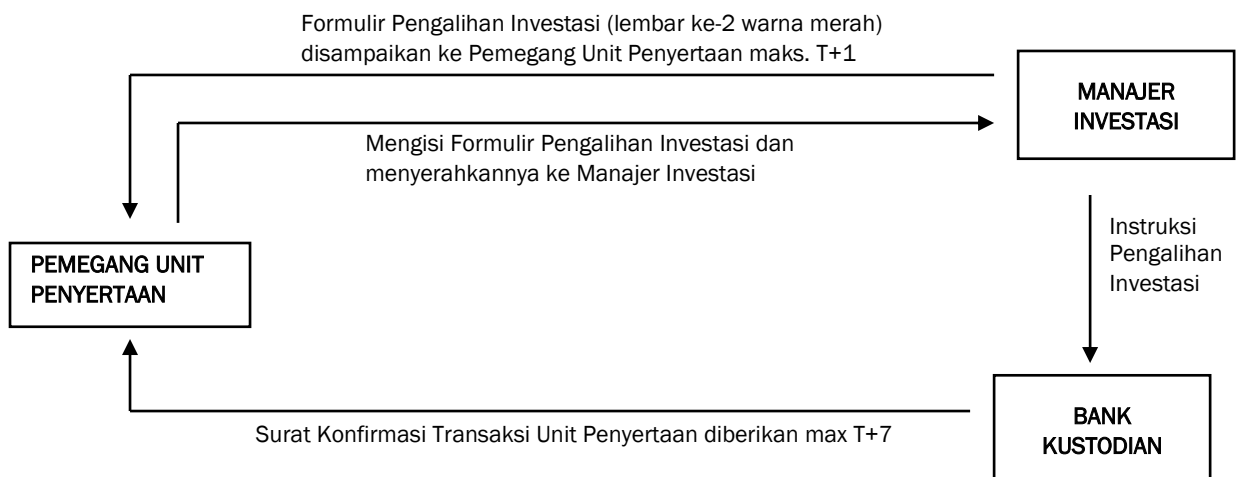 Formulir Pengalihan Investasi (lembar ke-2 warna merah)
disampaikan ke Pemegang Unit Penyertaan maks. T+1
MANAJER
INVESTASI
Mengisi Formulir Pengalihan Investasi dan
menyerahkannya ke Manajer Investasi
Instruksi
Pengalihan
Investasi
PEMEGANG UNIT
PENYERTAAN
BANK
KUSTODIAN
Surat Konfirmasi Transaksi Unit Penyertaan diberikan max T+7